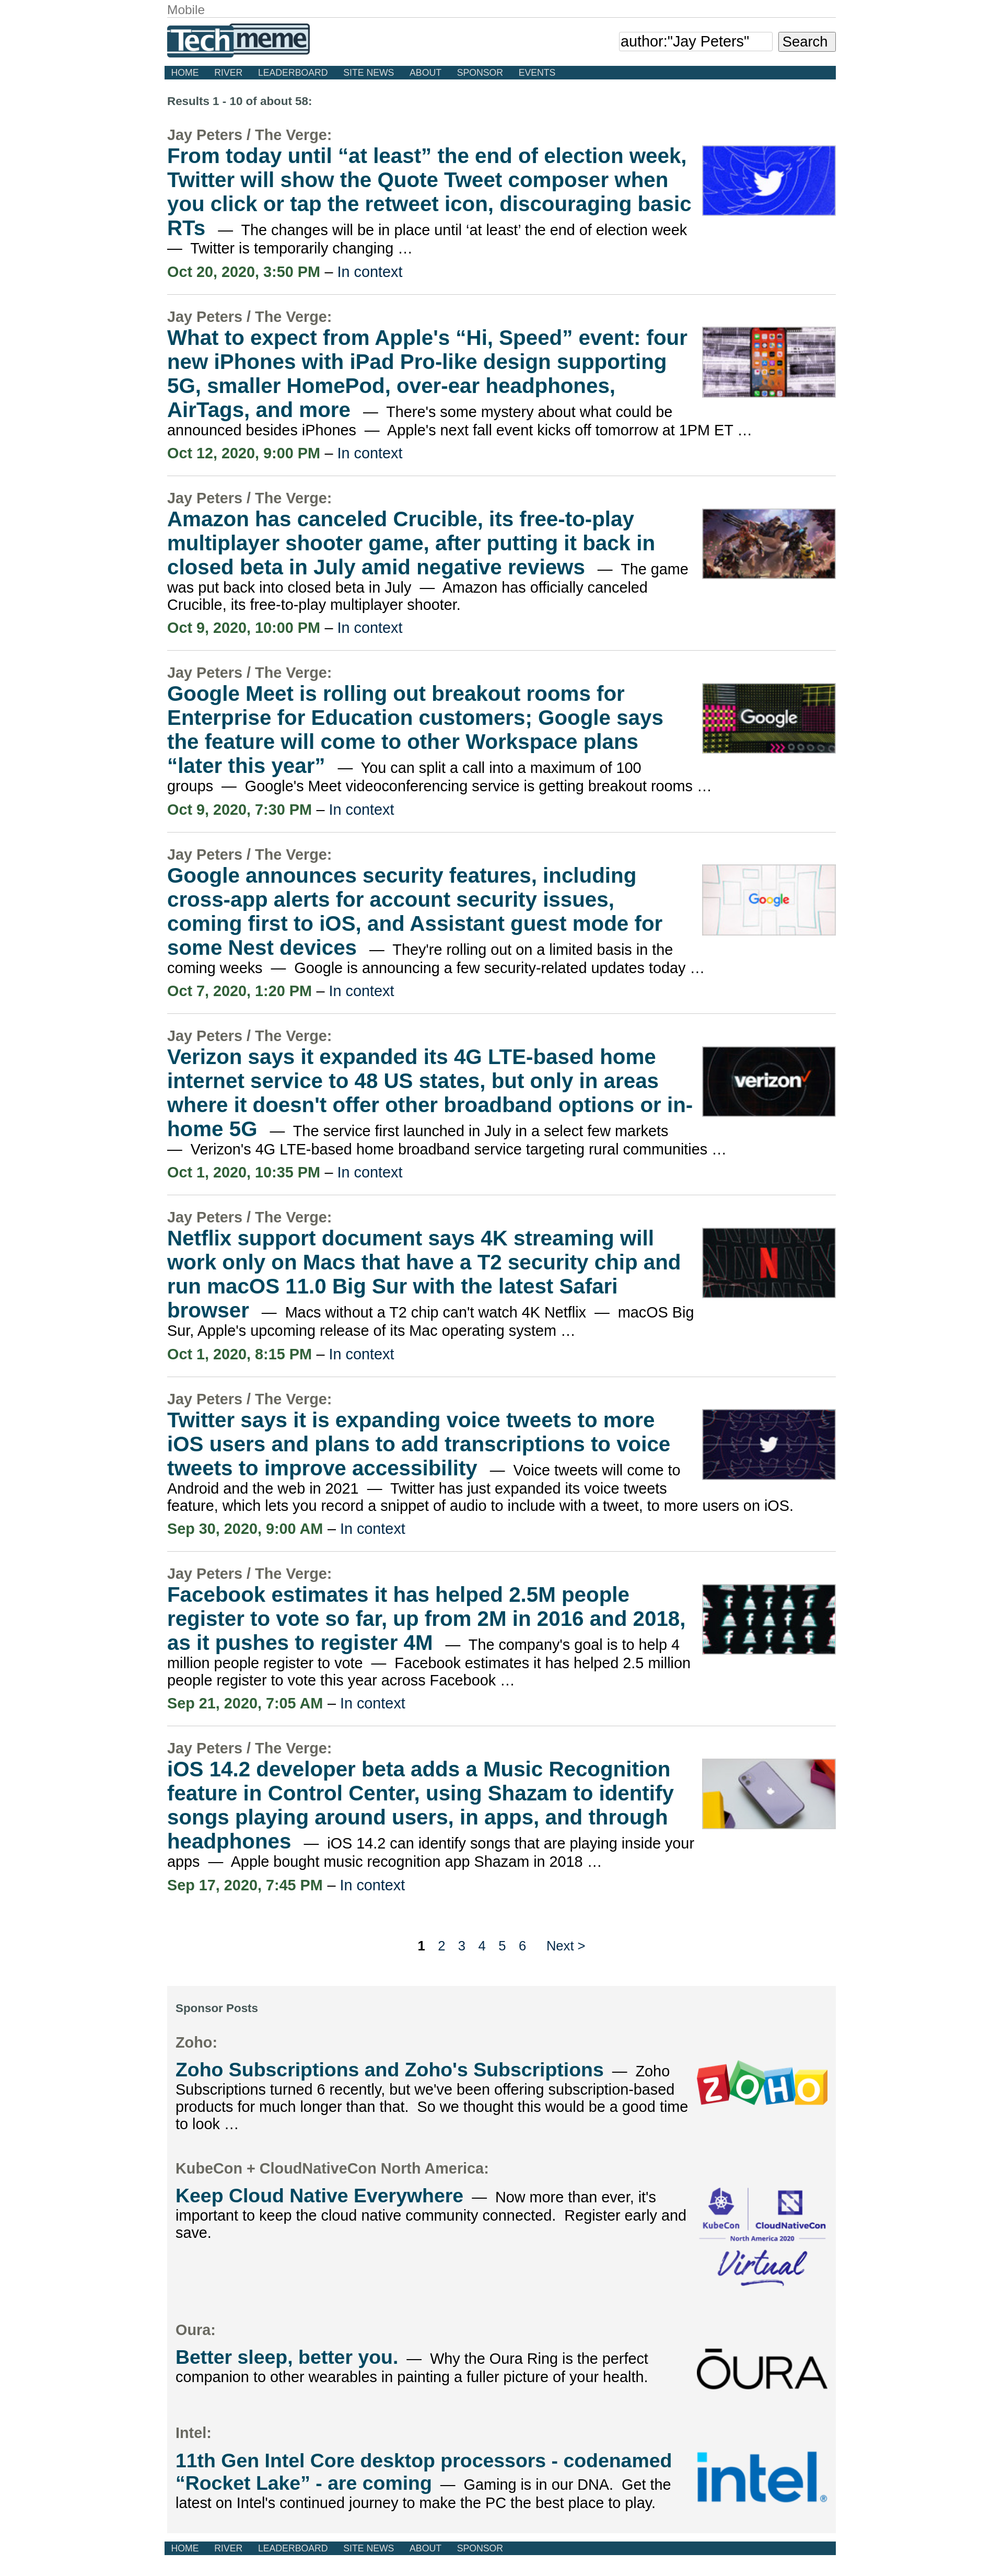 Mobile
Techmeme
author:"Jay Peters" Search
HOME RIVER LEADERBOARD SITE NEWS ABOUT SPONSOR EVENTS
Results 1 - 10 of about 58:
Jay Peters / The Verge:
From today until “at least” the end of election week,
Twitter will show the Quote Tweet composer when
you click or tap the retweet icon, discouraging basic
RTs — The changes will be in place until ‘at least’ the end of election week
— Twitter is temporarily changing …
Oct 20, 2020, 3:50 PM – In context
Jay Peters / The Verge:
What to expect from Apple's “Hi, Speed” event: four
new iPhones with iPad Pro-like design supporting
5G, smaller HomePod, over-ear headphones,
AirTags, and more — There's some mystery about what could be
announced besides iPhones — Apple's next fall event kicks off tomorrow at 1PM ET …
Oct 12, 2020, 9:00 PM – In context
Jay Peters / The Verge:
Amazon has canceled Crucible, its free-to-play
multiplayer shooter game, after putting it back in
closed beta in July amid negative reviews — The game
was put back into closed beta in July — Amazon has officially canceled
Crucible, its free-to-play multiplayer shooter.
Oct 9, 2020, 10:00 PM – In context
Jay Peters / The Verge:
Google Meet is rolling out breakout rooms for
Enterprise for Education customers; Google says
the feature will come to other Workspace plans
“later this year” — You can split a call into a maximum of 100
groups — Google's Meet videoconferencing service is getting breakout rooms …
Google
Oct 9, 2020, 7:30 PM – In context
Jay Peters / The Verge:
Google announces security features, including
cross-app alerts for account security issues,
coming first to iOS, and Assistant guest mode for
some Nest devices — They're rolling out on a limited basis in the
coming weeks — Google is announcing a few security-related updates today …
Google
Oct 7, 2020, 1:20 PM – In context
Jay Peters / The Verge:
Verizon says it expanded its 4G LTE-based home
internet service to 48 US states, but only in areas
where it doesn't offer other broadband options or in-
home 5G — The service first launched in July in a select few markets
— Verizon's 4G LTE-based home broadband service targeting rural communities …
verizon
Oct 1, 2020, 10:35 PM – In context
Jay Peters / The Verge:
Netflix support document says 4K streaming will
work only on Macs that have a T2 security chip and
run macOS 11.0 Big Sur with the latest Safari
browser — Macs without a T2 chip can't watch 4K Netflix — macOS Big
Sur, Apple's upcoming release of its Mac operating system …
N
Oct 1, 2020, 8:15 PM – In context
Jay Peters / The Verge:
Twitter says it is expanding voice tweets to more
iOS users and plans to add transcriptions to voice
tweets to improve accessibility — Voice tweets will come to
Android and the web in 2021 — Twitter has just expanded its voice tweets
feature, which lets you record a snippet of audio to include with a tweet, to more users on iOS.
Sep 30, 2020, 9:00 AM – In context
Jay Peters / The Verge:
Facebook estimates it has helped 2.5M people
register to vote so far, up from 2M in 2016 and 2018,
as it pushes to register 4M — The company's goal is to help 4
million people register to vote — Facebook estimates it has helped 2.5 million
people register to vote this year across Facebook …
Sep 21, 2020, 7:05 AM – In context
Jay Peters / The Verge:
iOS 14.2 developer beta adds a Music Recognition
feature in Control Center, using Shazam to identify
songs playing around users, in apps, and through
headphones — iOS 14.2 can identify songs that are playing inside your
apps — Apple bought music recognition app Shazam in 2018 …
Sep 17, 2020, 7:45 PM – In context
1 2 3 4 5 6 Next >
Sponsor Posts
Zoho:
Zoho Subscriptions and Zoho's Subscriptions — Zoho
Subscriptions turned 6 recently, but we've been offering subscription-based
products for much longer than that. So we thought this would be a good time
to look …
ZOHO
KubeCon + CloudNativeCon North America:
Keep Cloud Native Everywhere — Now more than ever, it's
important to keep the cloud native community connected. Register early and
save.
KubeCon CloudNativeCon
North America 2020
Virtual
Oura:
Better sleep, better you. — Why the Oura Ring is the perfect
companion to other wearables in painting a fuller picture of your health.
ŌURA
Intel:
11th Gen Intel Core desktop processors - codenamed
“Rocket Lake” - are coming — Gaming is in our DNA. Get the
latest on Intel's continued journey to make the PC the best place to play.
intel®
HOME RIVER LEADERBOARD SITE NEWS ABOUT SPONSOR